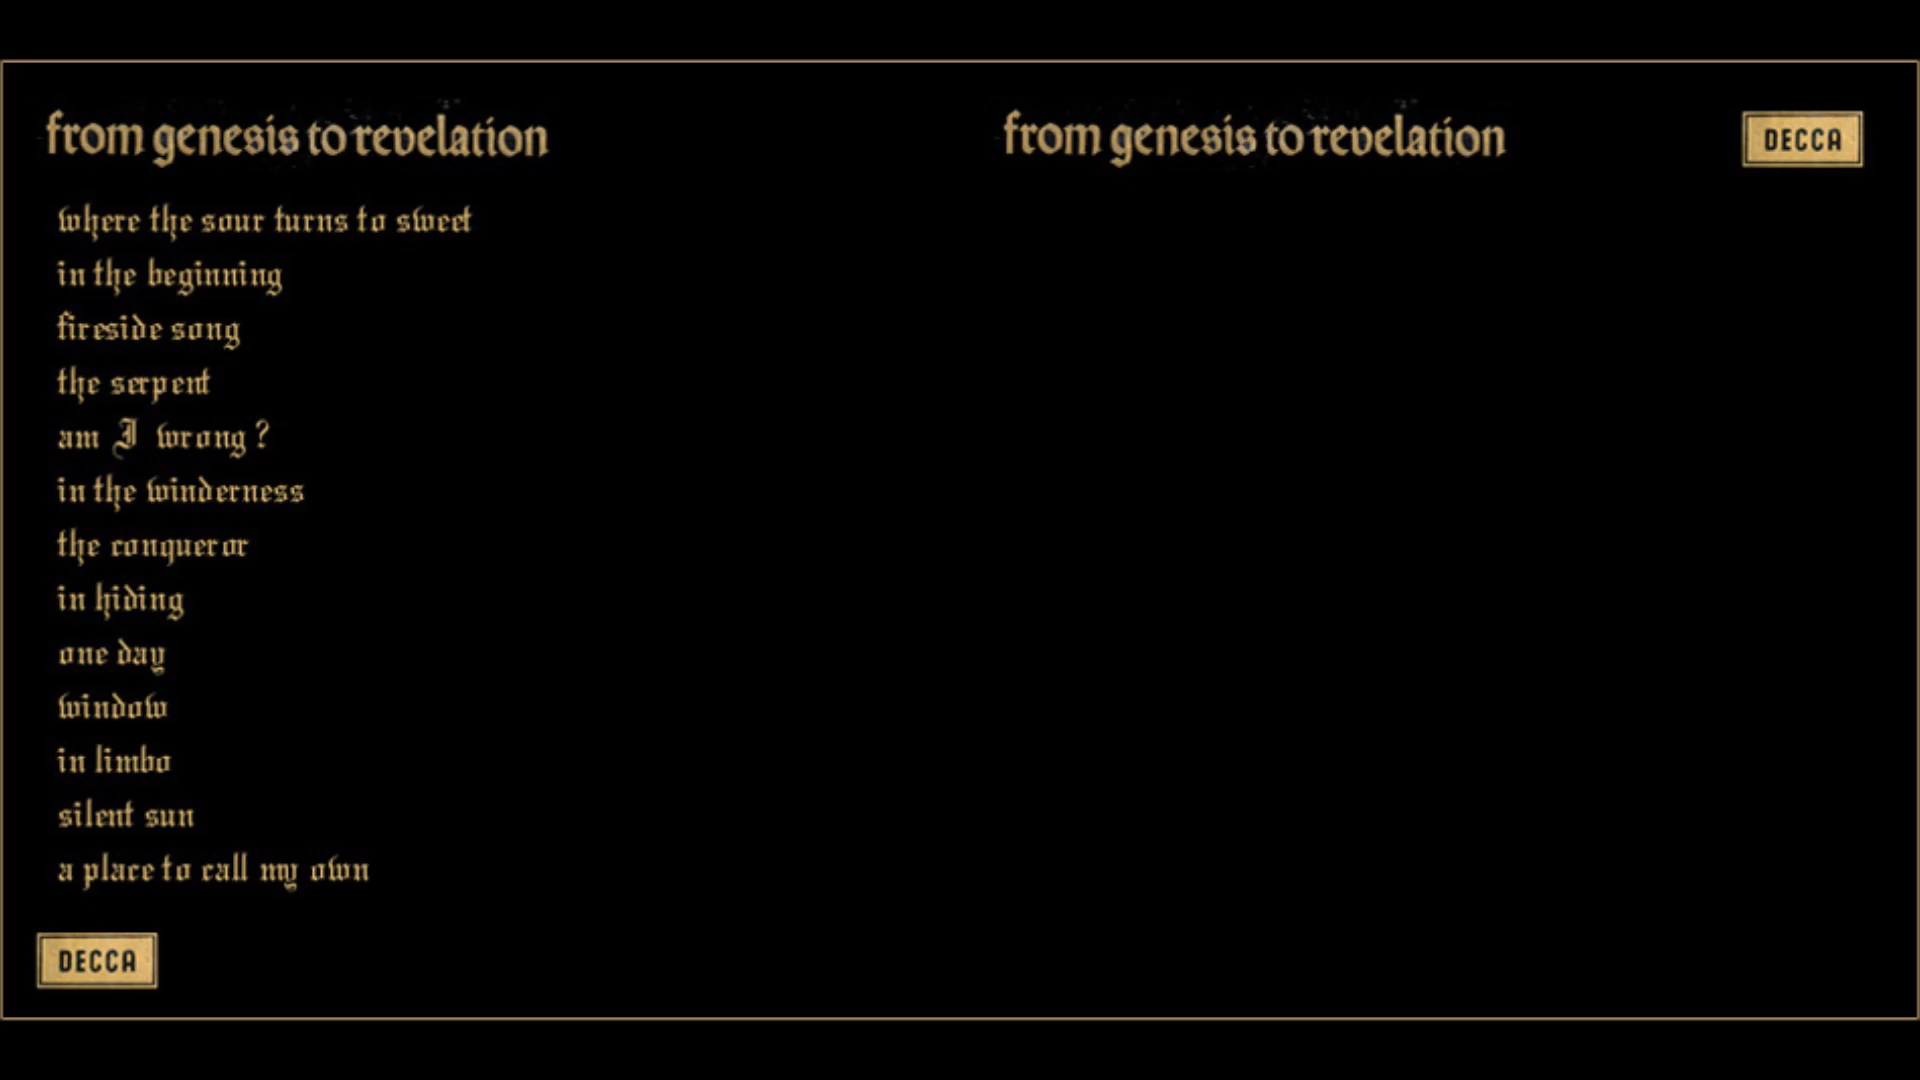 from genesis to revelation
where the sour turns to sweet
in the beginning
fireside song
the serpent
am I wrong ?
in the winderness
the conqueror
in hiding
one day
window
in limbo
silent sun
a place to call my own
DECCA
from genesis to revelation
DECCA